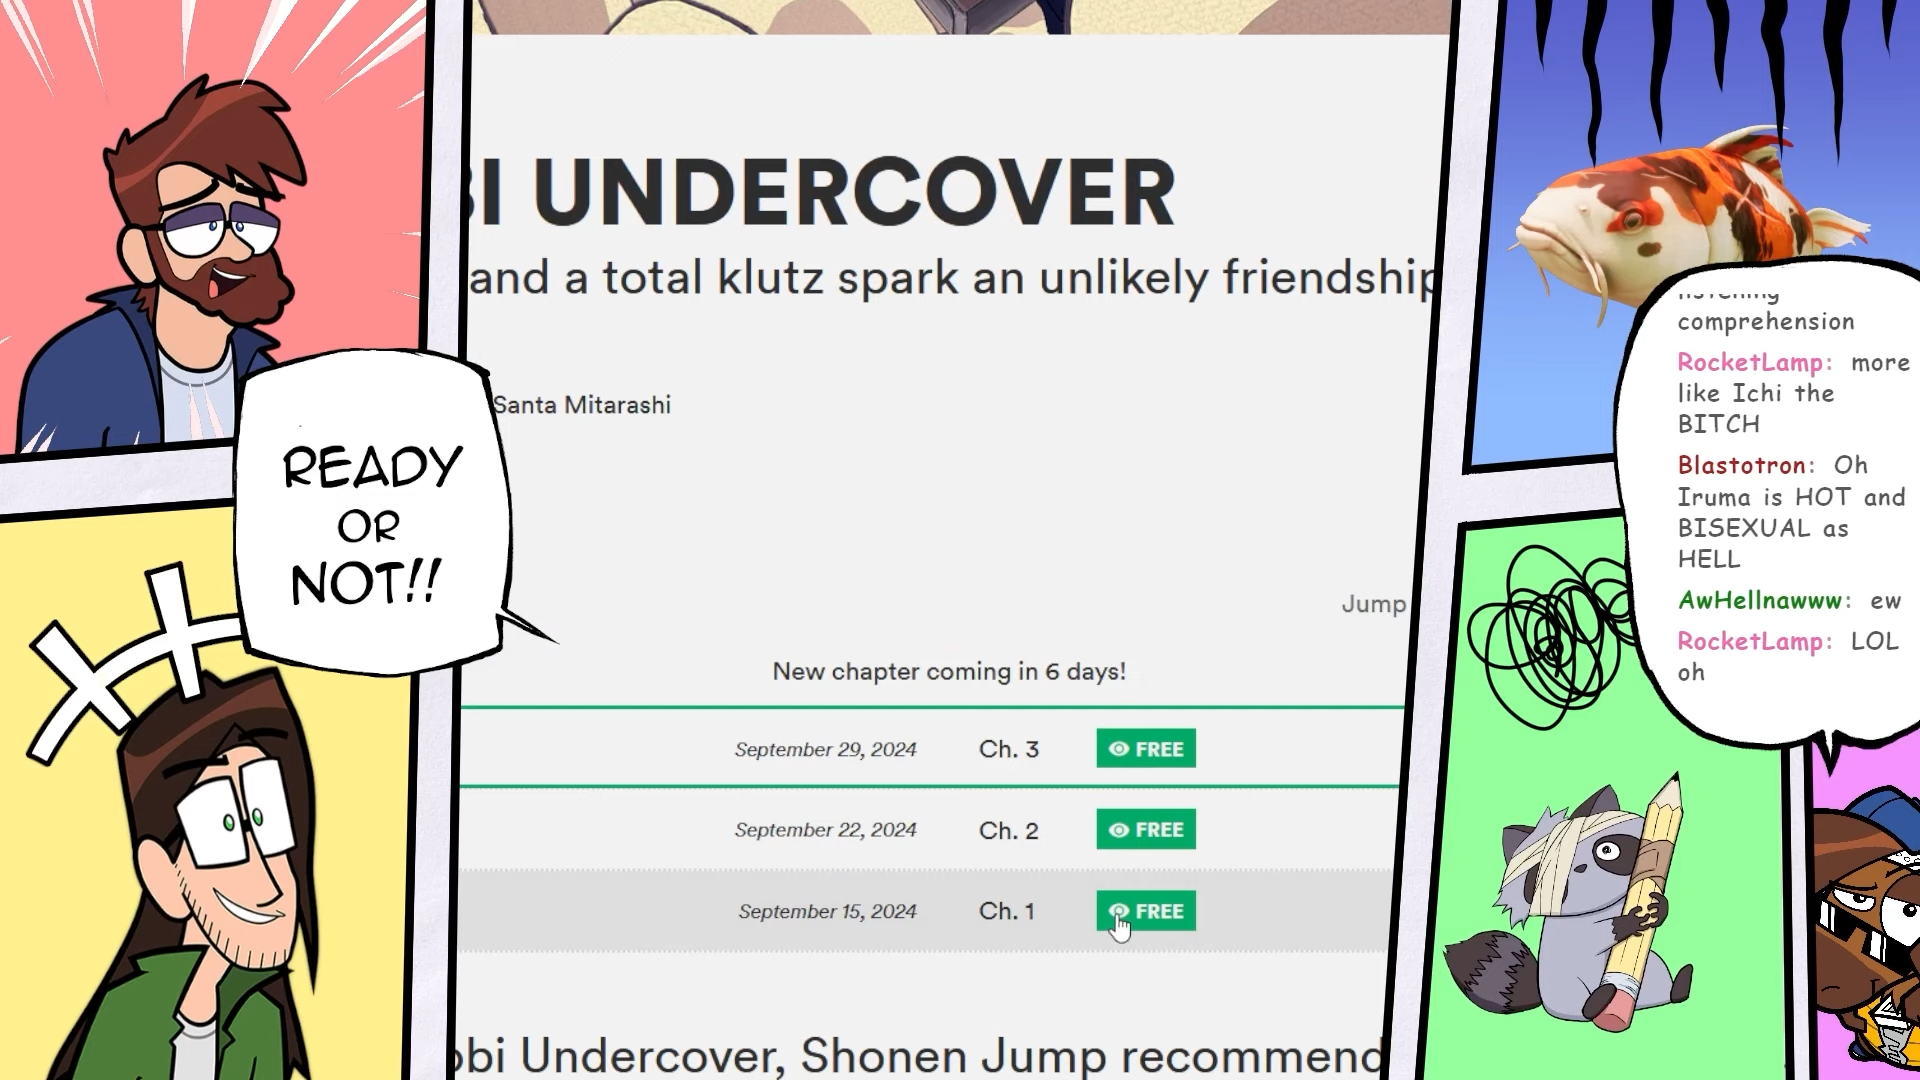 BI UNDERCOVER
and a total klutz spark an unlikely friendship
Santa Mitarashi
READY
OR
NOT!!
Jump
New chapter coming in 6 days!
September 29, 2024 Ch. 3 FREE
September 22, 2024 Ch. 2 FREE
September 15, 2024 Ch. 1 FREE
obi Undercover, Shonen Jump recommend
listening
comprehension
RocketLamp: more
like Ichi the
BITCH
Blastotron: Oh
Iruma is HOT and
BISEXUAL as
HELL
AwHellnawww: ew
RocketLamp: LOL
oh